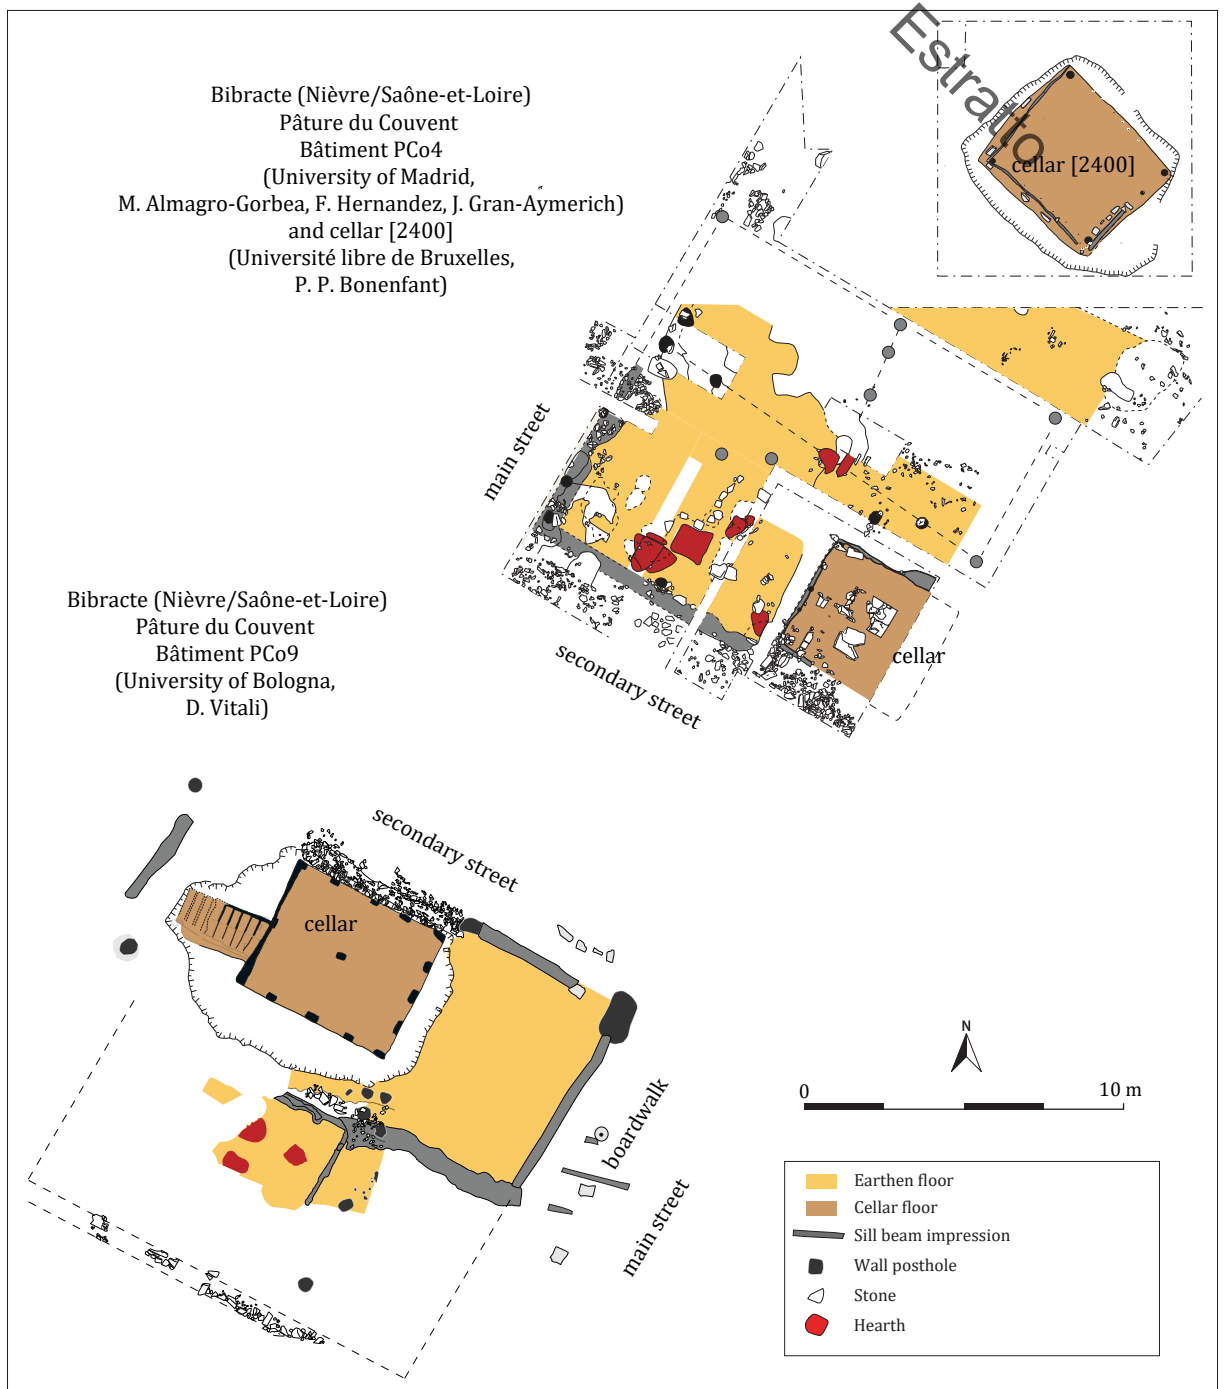 Bibracte (Nièvre/Saône-et-Loire)
Pâture du Couvent
Bâtiment PCo4
(University of Madrid,
M. Almagro-Gorbea, F. Hernandez, J. Gran-Aymerich)
and cellar [2400]
(Université libre de Bruxelles,
P. P. Bonenfant)
Estratto
cellar [2400]
main street
secondary street
cellar
Bibracte (Nièvre/Saône-et-Loire)
Pâture du Couvent
Bâtiment PCo9
(University of Bologna,
D. Vitali)
secondary street
cellar
boardwalk
main street
N
0 10 m
Earthen floor
Cellar floor
Sill beam impression
Wall posthole
Stone
Hearth